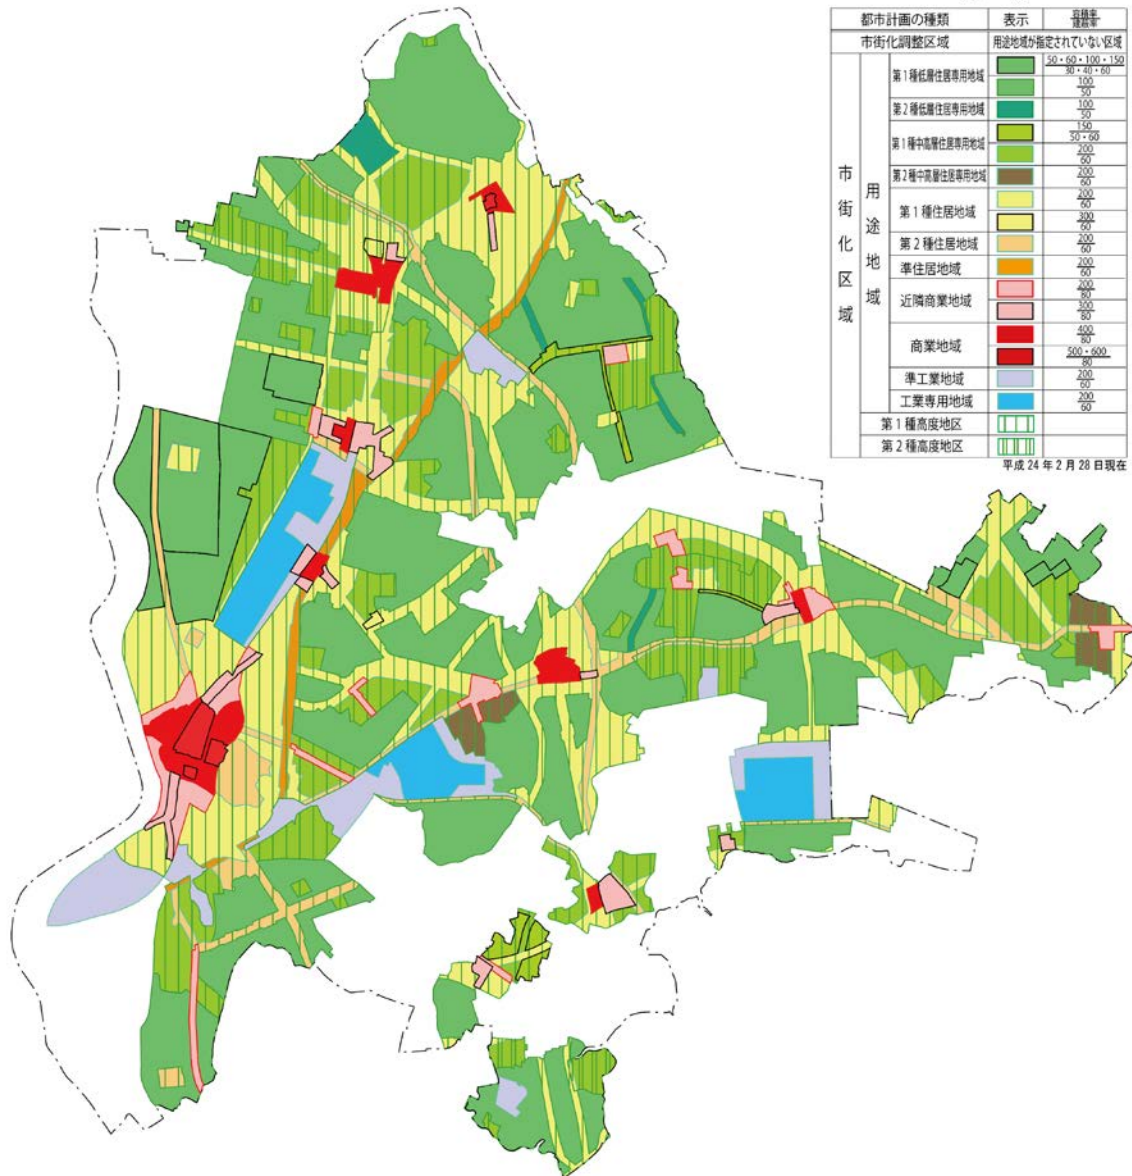 都市計画の種類 表示 容積率/建蔽率
市街化調整区域 用途地域が指定されていない区域
市街化区域
用途地域
第1種低層住居専用地域 50・60・100・150/30・40・60
100/50
第2種低層住居専用地域 100/50
第1種中高層住居専用地域 150/50・60
200/60
第2種中高層住居専用地域 200/60
第1種住居地域 200/60
300/60
第2種住居地域 200/60
準住居地域 200/60
近隣商業地域 200/80
300/80
商業地域 400/80
500・600/80
準工業地域 200/60
工業専用地域 200/60
第1種高度地区
第2種高度地区
平成24年2月28日現在